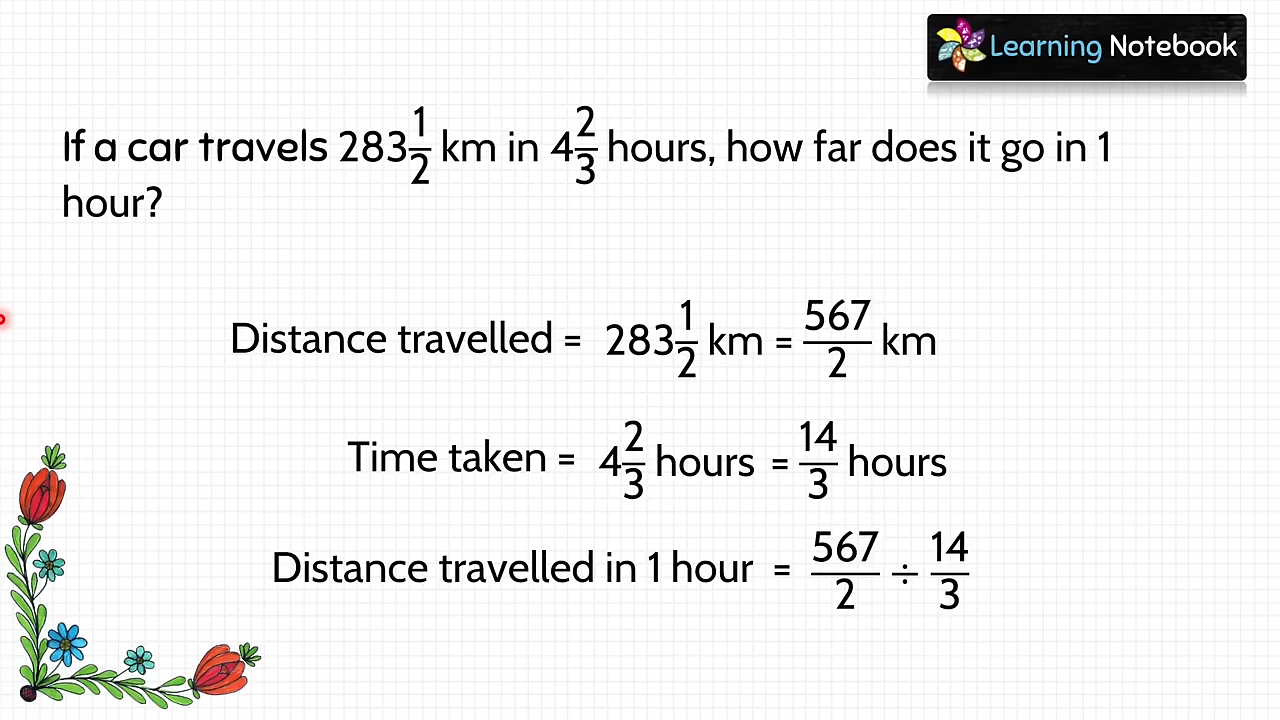 Learning Notebook
If a car travels 283 1/2 km in 4 2/3 hours, how far does it go in 1
hour?
Distance travelled = 283 1/2 km = 567/2 km
Time taken = 4 2/3 hours = 14/3 hours
Distance travelled in 1 hour = 567/2 ÷ 14/3